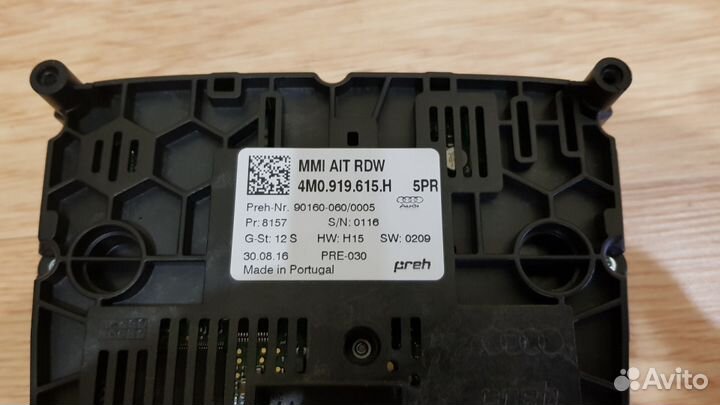 MMI AIT RDW
4M0.919.615.H 5PR
Preh-Nr. 90160-060/0005 Audi
Pr: 8157 S/N: 0116
G-St: 12 S HW: H15 SW: 0209
30.08.16 PRE-030
Made in Portugal preh
Avito